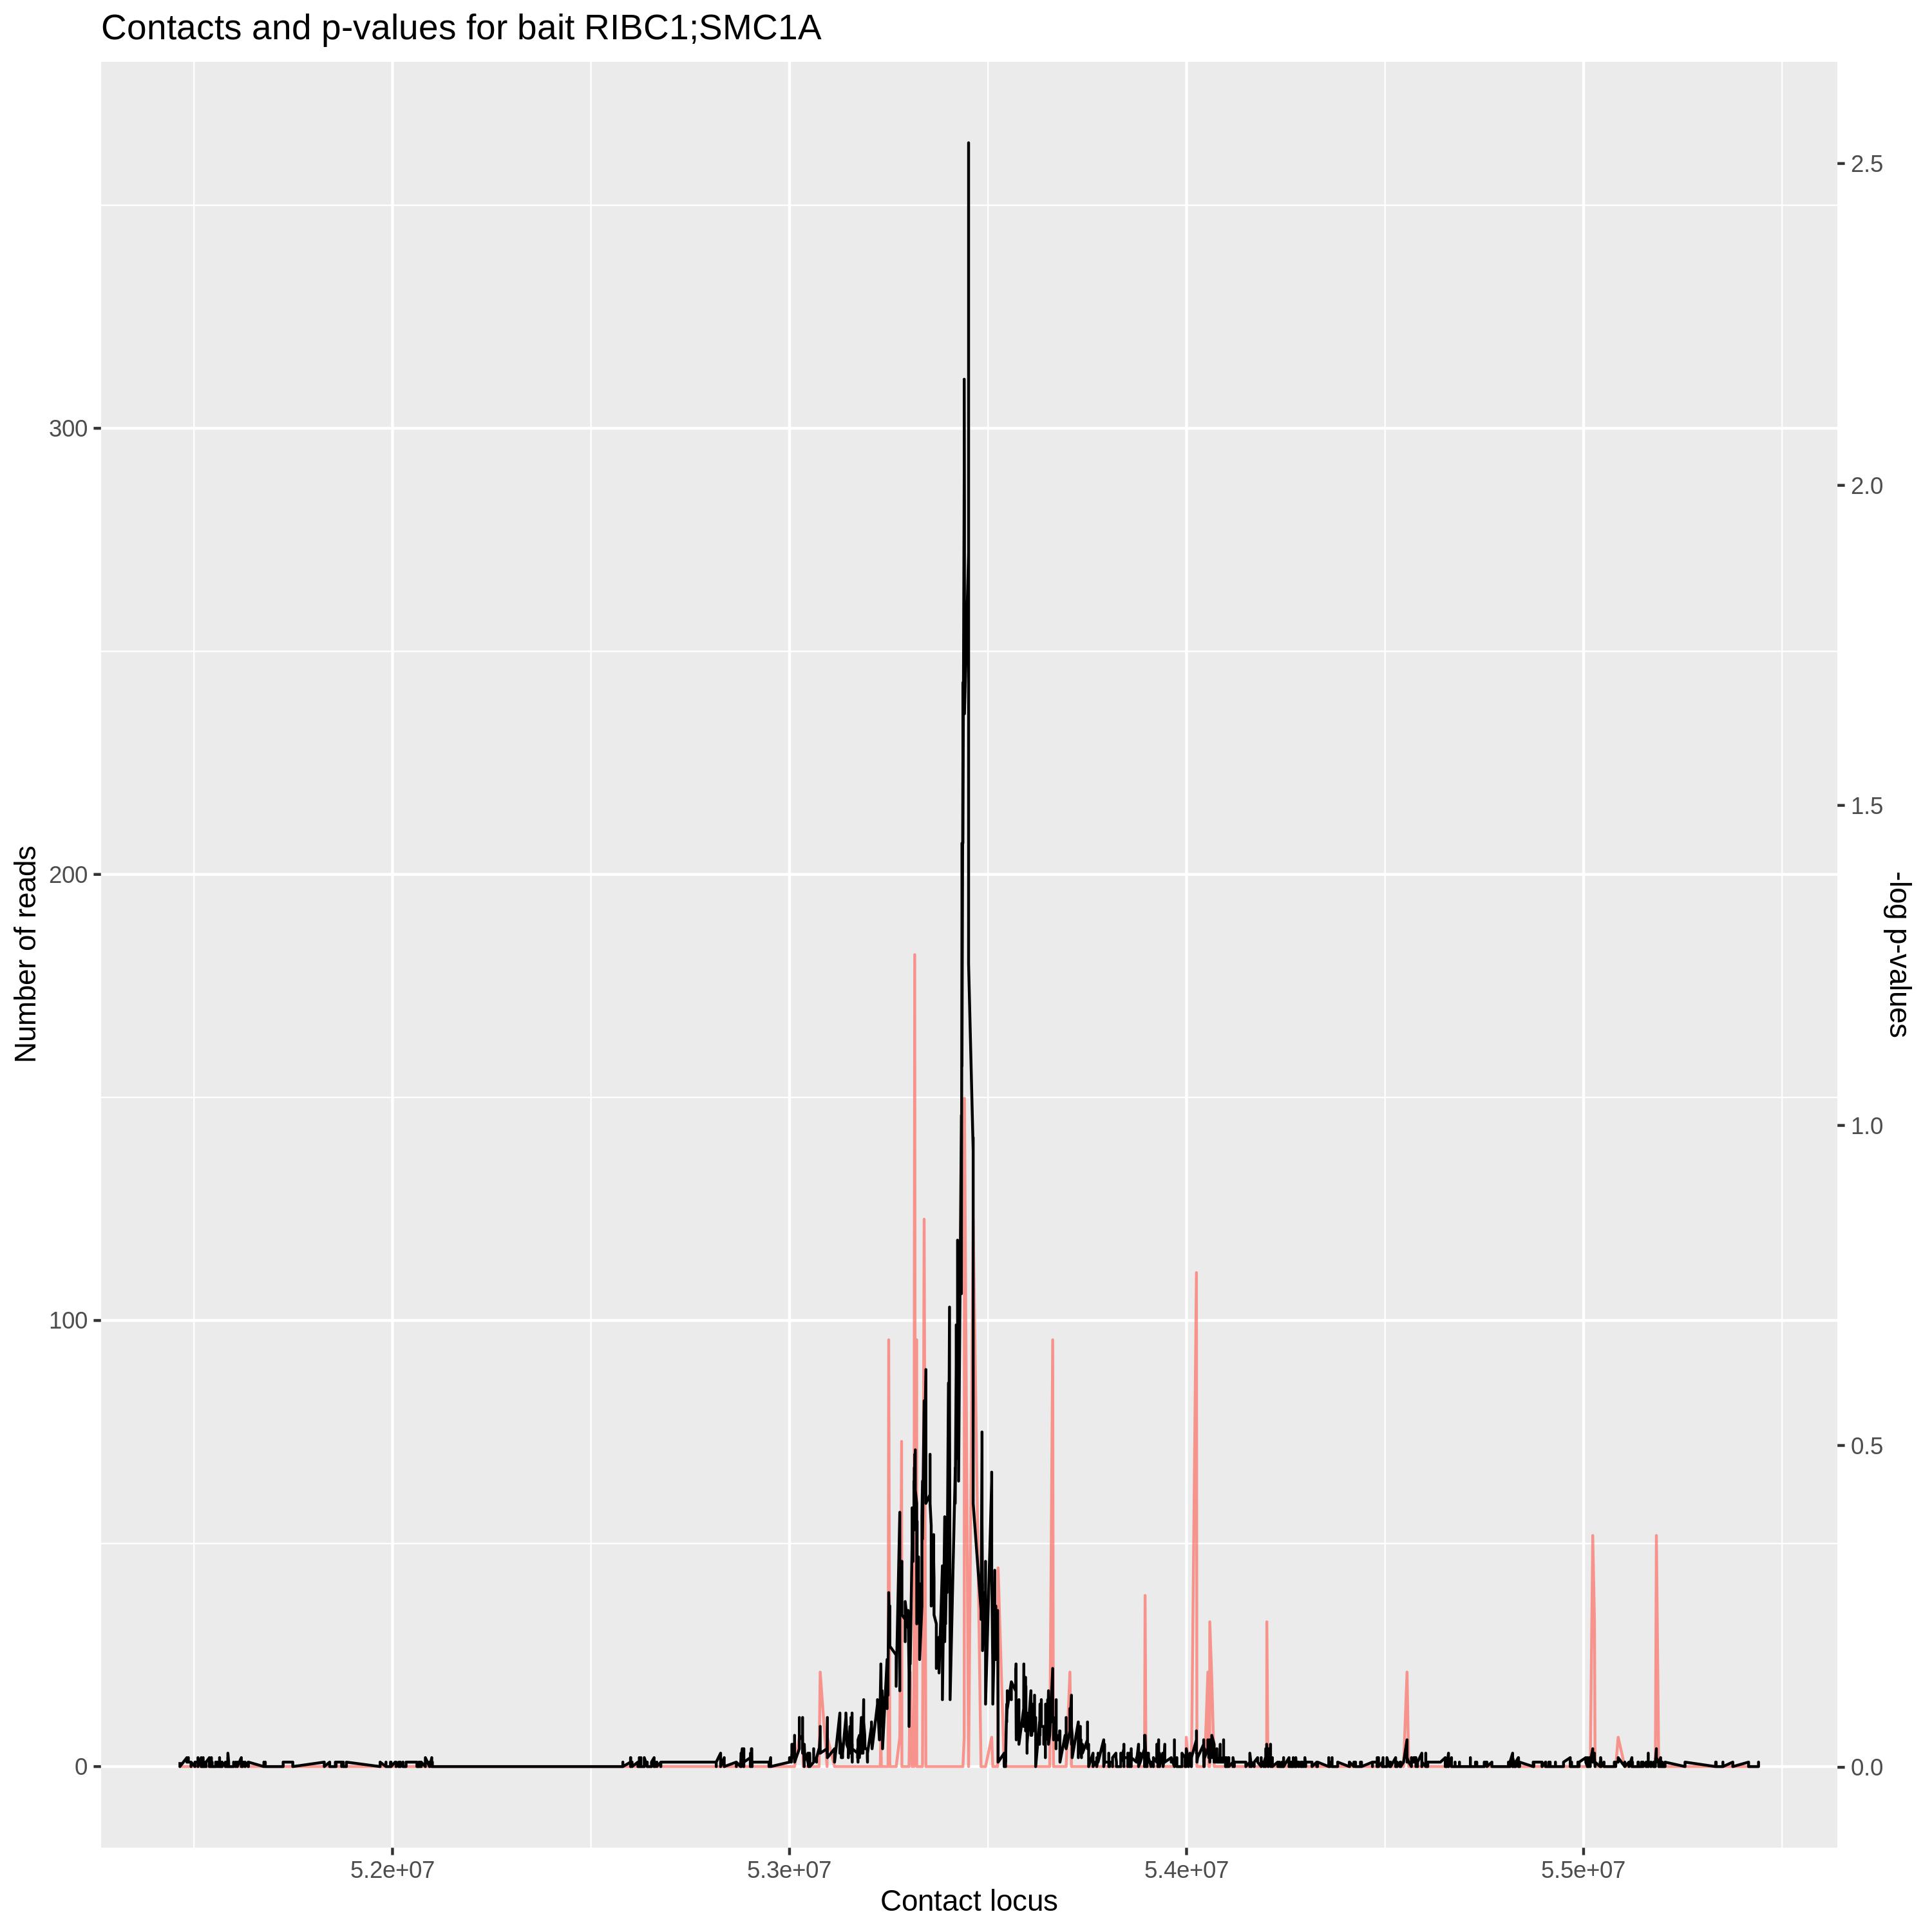 Contacts and p-values for bait RIBC1;SMC1A
Number of reads
300
200
100
0
2.5
2.0
1.5
1.0
0.5
0.0
-log p-values
5.2e+07
5.3e+07
5.4e+07
5.5e+07
Contact locus